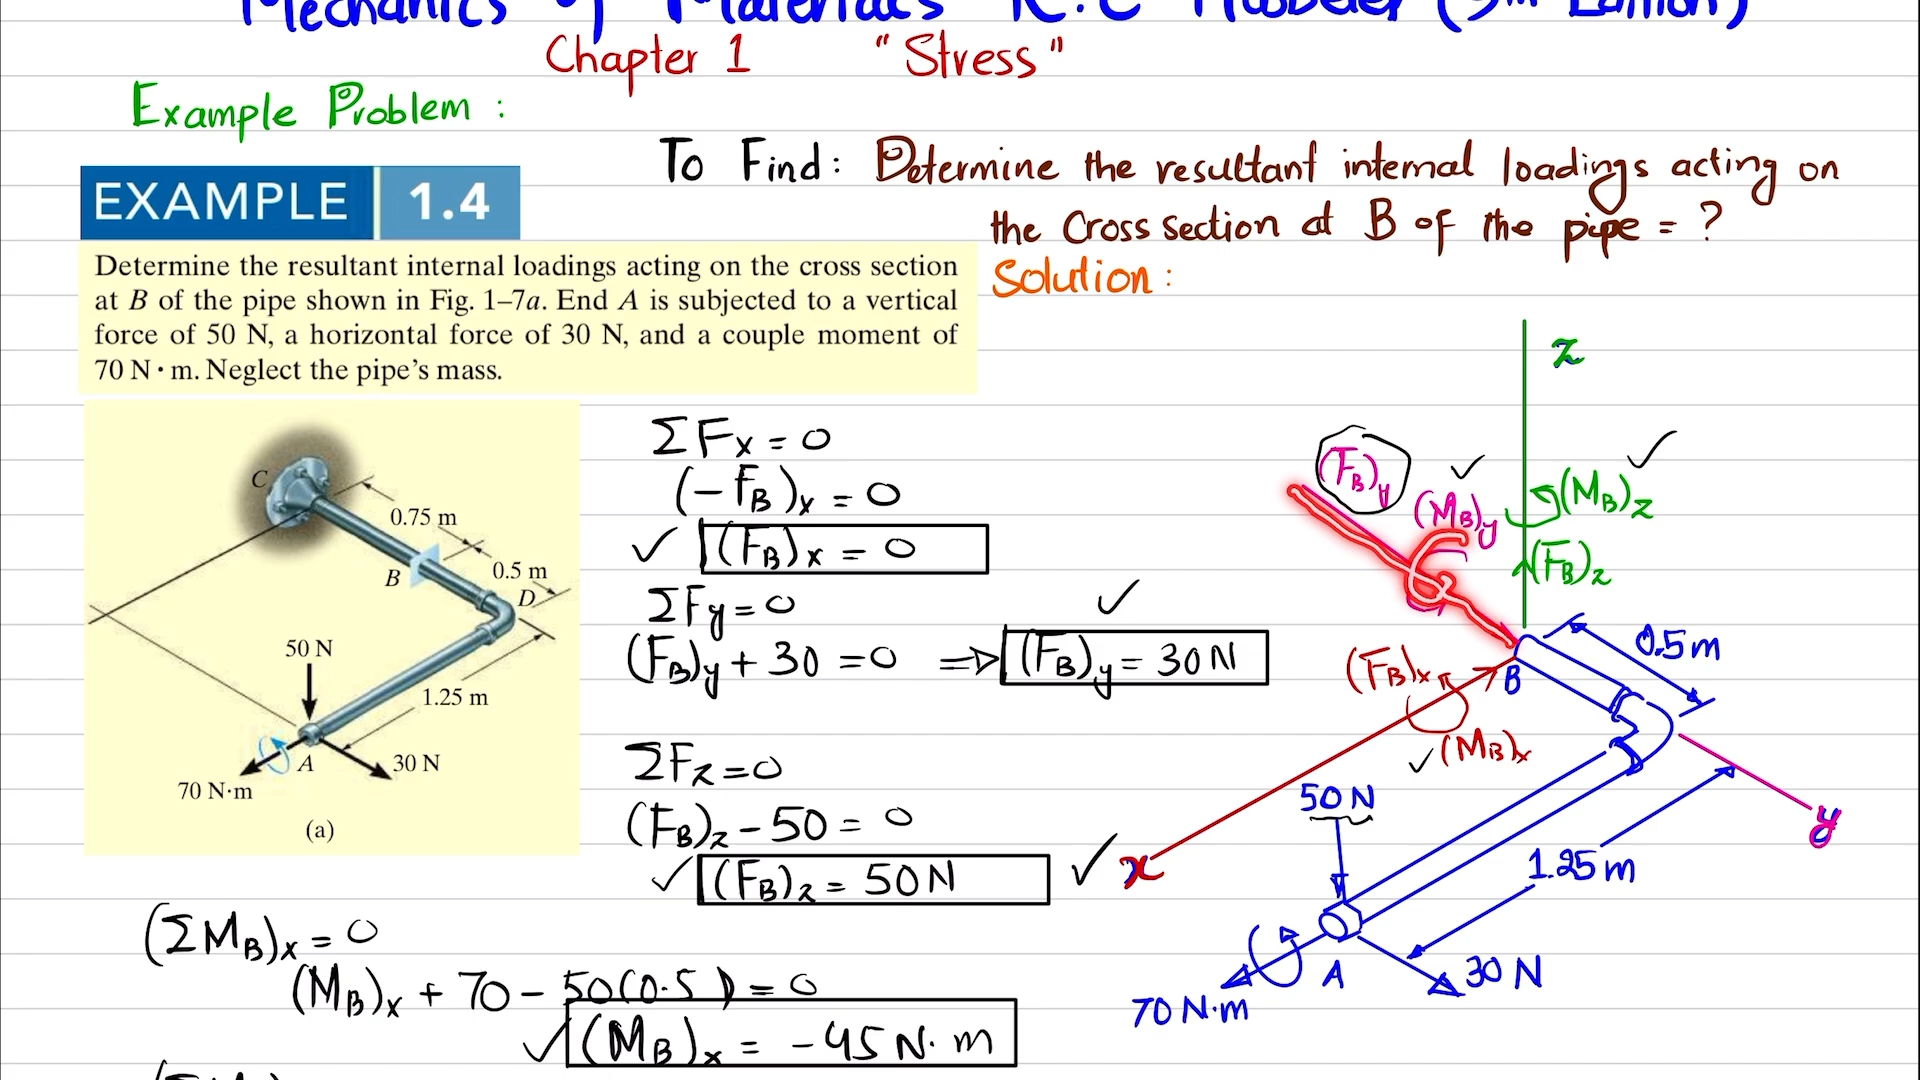 Mechanics of Materials R.C Hibbeler (9th Edition)
Chapter 1 "Stress"
Example Problem :
To Find: Determine the resultant internal loadings acting on
the Cross section at B of the pipe = ?
EXAMPLE 1.4
Determine the resultant internal loadings acting on the cross section
at B of the pipe shown in Fig. 1–7a. End A is subjected to a vertical
force of 50 N, a horizontal force of 30 N, and a couple moment of
70 N·m. Neglect the pipe's mass.
Solution :
C
0.75 m
B
0.5 m
D
50 N
1.25 m
A
30 N
70 N·m
(a)
ΣFx = 0
(-fB)x = 0
✓ (FB)x = 0
ΣFy = 0
(FB)y + 30 = 0 => (FB)y = 30 N
✓
ΣFz = 0
(FB)z - 50 = 0
✓ (FB)z = 50 N ✓
(ΣMB)x = 0
(MB)x + 70 - 50(0.5) = 0
✓ (MB)x = -45 N.m
z
(FB)y
✓
(MB)y
(MB)z
✓
(FB)z
0.5m
(FB)x
B
✓ (MB)x
50 N
y
x
1.25 m
A
30 N
70 N·m